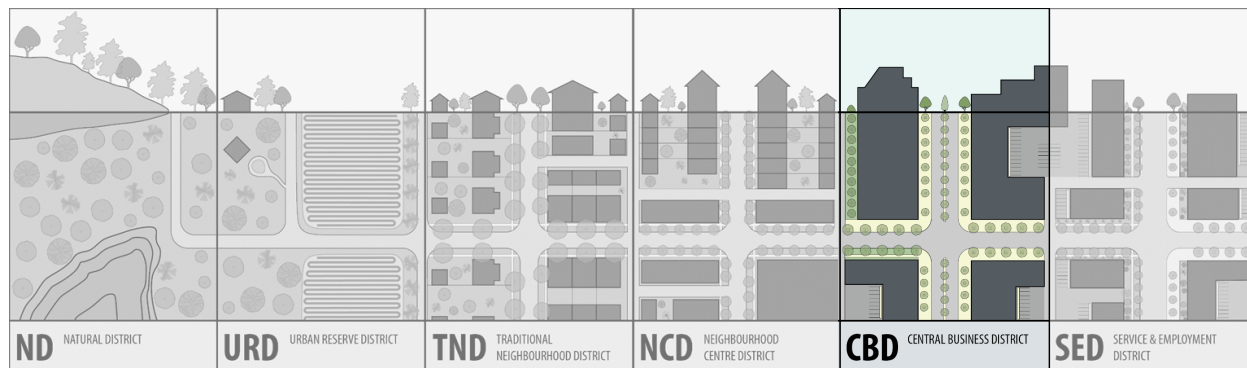 ND NATURAL DISTRICT
URD URBAN RESERVE DISTRICT
TND TRADITIONAL
NEIGHBOURHOOD DISTRICT
NCD NEIGHBOURHOOD
CENTRE DISTRICT
CBD CENTRAL BUSINESS DISTRICT
SED SERVICE & EMPLOYMENT
DISTRICT